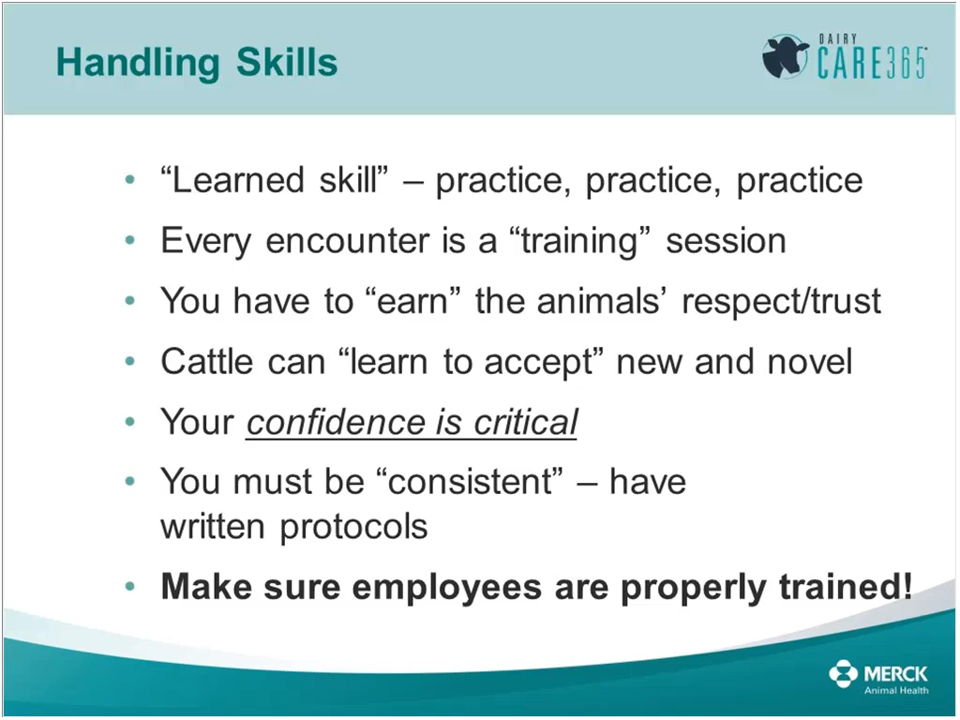 Handling Skills
DAIRY
CARE365™
• “Learned skill” – practice, practice, practice
• Every encounter is a “training” session
• You have to “earn” the animals’ respect/trust
• Cattle can “learn to accept” new and novel
• Your confidence is critical
• You must be “consistent” – have
written protocols
• Make sure employees are properly trained!
MERCK
Animal Health